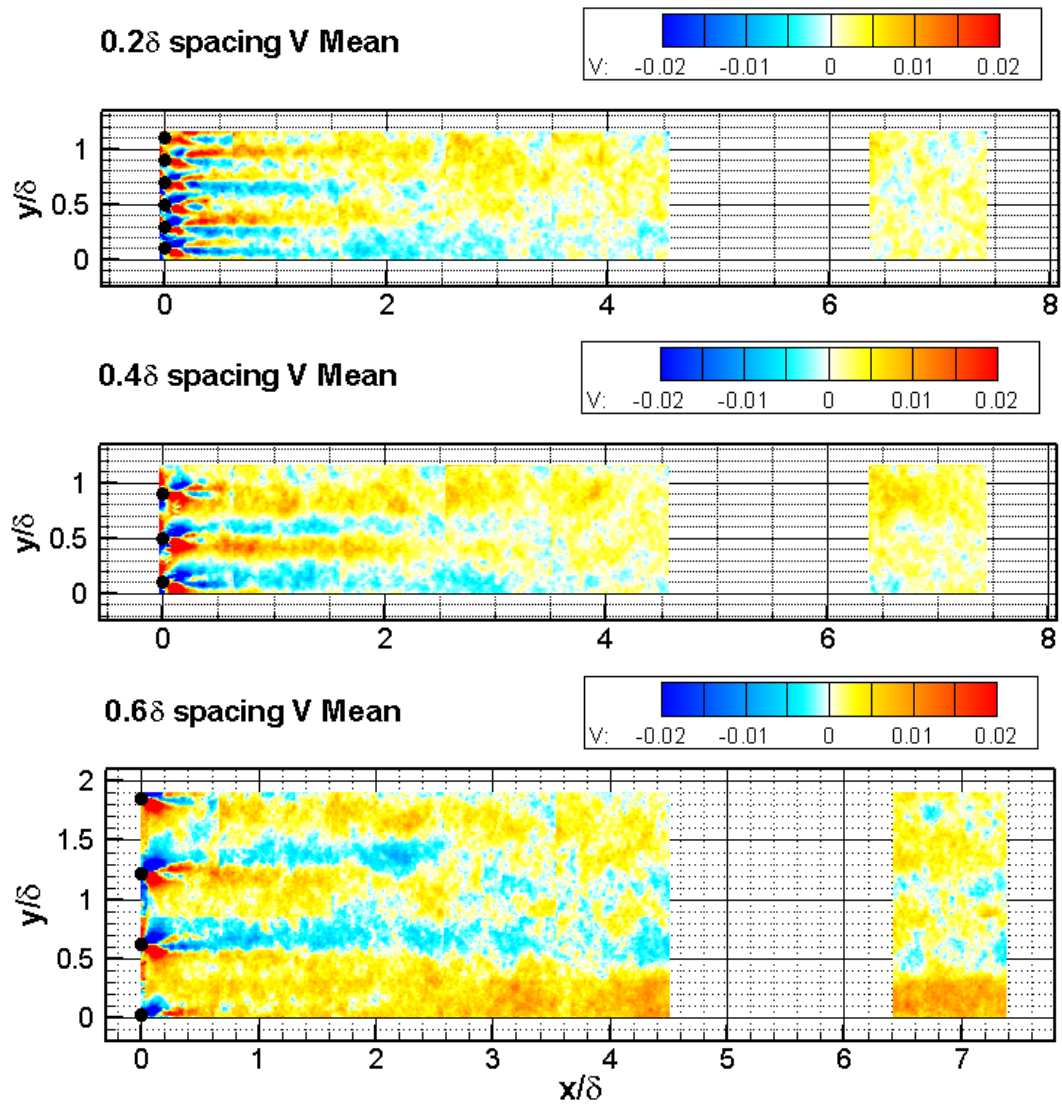 0.2δ spacing V Mean
V: -0.02 -0.01 0 0.01 0.02
y/δ
1
0.5
0
0 2 4 6 8
0.4δ spacing V Mean
V: -0.02 -0.01 0 0.01 0.02
y/δ
1
0.5
0
0 2 4 6 8
0.6δ spacing V Mean
V: -0.02 -0.01 0 0.01 0.02
y/δ
2
1.5
1
0.5
0
0 1 2 3 4 5 6 7
x/δ